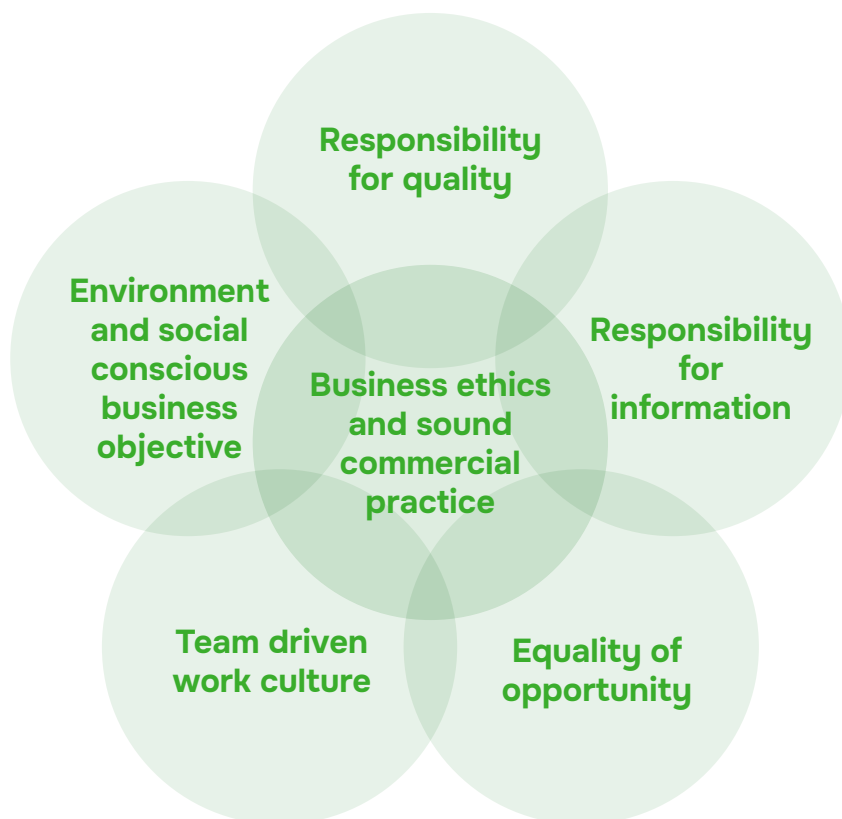 Responsibility
for quality
Environment
and social
conscious
business
objective
Responsibility
for
information
Business ethics
and sound
commercial
practice
Team driven
work culture
Equality of
opportunity